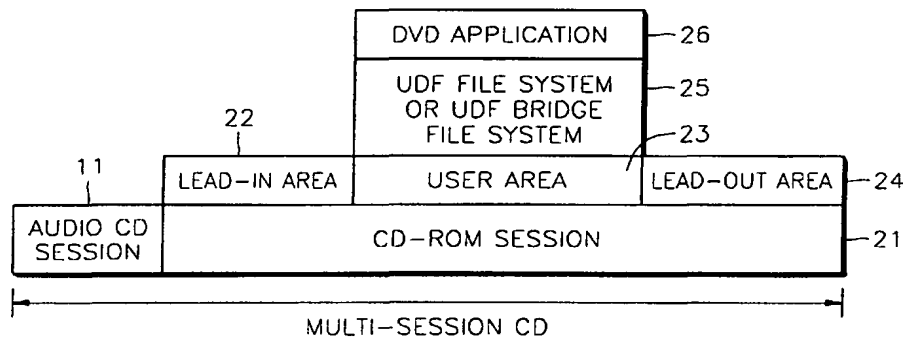 DVD APPLICATION
26
UDF FILE SYSTEM
OR UDF BRIDGE
FILE SYSTEM
25
22
23
11
LEAD-IN AREA
USER AREA
LEAD-OUT AREA
24
AUDIO CD
SESSION
CD-ROM SESSION
21
MULTI-SESSION CD